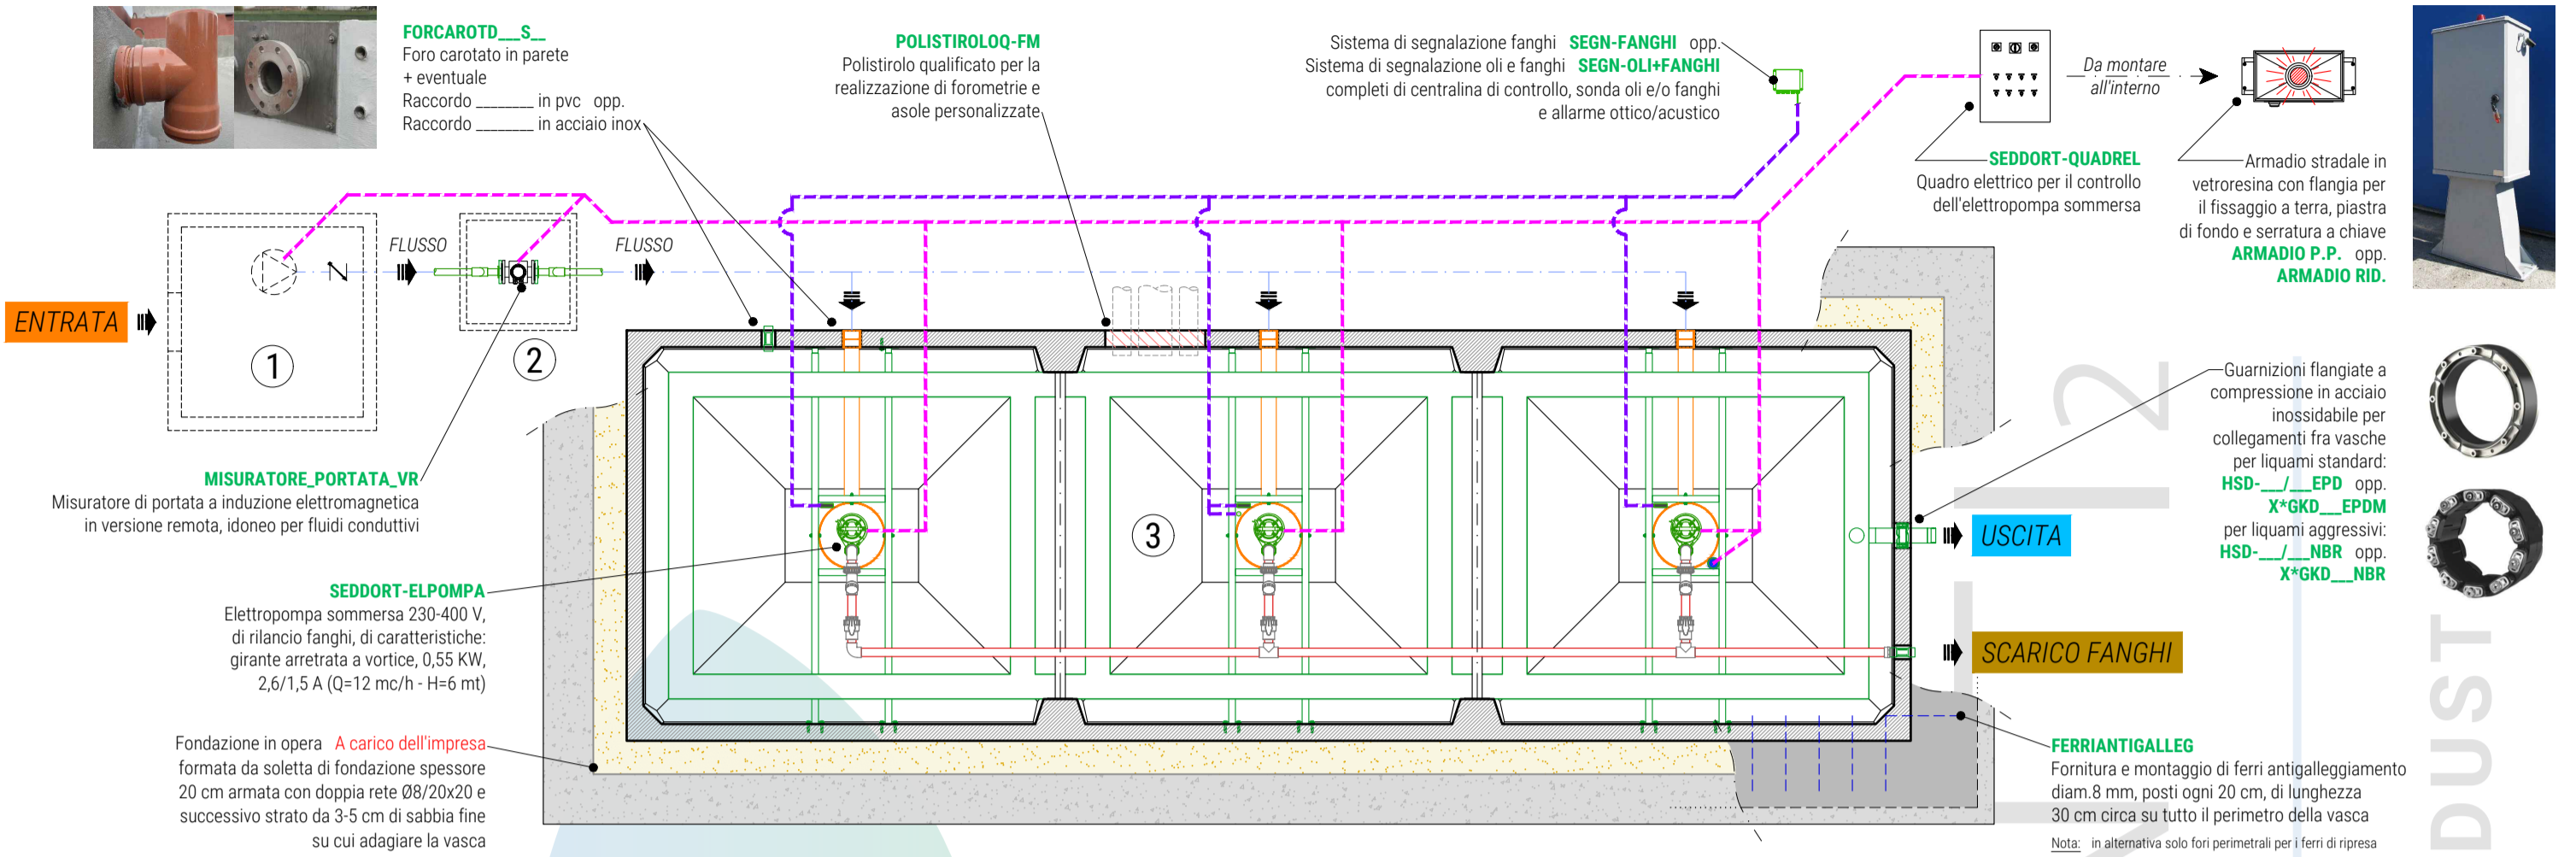 FORCAROTD___S__
Foro carotato in parete
+ eventuale
Raccordo ________ in pvc opp.
Raccordo ________ in acciaio inox
POLISTIROLOQ-FM
Polistirolo qualificato per la
realizzazione di forometrie e
asole personalizzate
Sistema di segnalazione fanghi SEGN-FANGHI opp.
Sistema di segnalazione oli e fanghi SEGN-OLI+FANGHI
completi di centralina di controllo, sonda oli e/o fanghi
e allarme ottico/acustico
Da montare
all'interno
SEDDORT-QUADREL
Quadro elettrico per il controllo
dell'elettropompa sommersa
Armadio stradale in
vetroresina con flangia per
il fissaggio a terra, piastra
di fondo e serratura a chiave
ARMADIO P.P. opp.
ARMADIO RID.
FLUSSO
FLUSSO
ENTRATA
1
2
3
MISURATORE_PORTATA_VR
Misuratore di portata a induzione elettromagnetica
in versione remota, idoneo per fluidi conduttivi
SEDDORT-ELPOMPA
Elettropompa sommersa 230-400 V,
di rilancio fanghi, di caratteristiche:
girante arretrata a vortice, 0,55 KW,
2,6/1,5 A (Q=12 mc/h - H=6 mt)
Fondazione in opera A carico dell'impresa
formata da soletta di fondazione spessore
20 cm armata con doppia rete Ø8/20x20 e
successivo strato da 3-5 cm di sabbia fine
su cui adagiare la vasca
Guarnizioni flangiate a
compressione in acciaio
inossidabile per
collegamenti fra vasche
per liquami standard:
HSD-___/___EPD opp.
X*GKD___EPDM
per liquami aggressivi:
HSD-___/___NBR opp.
X*GKD___NBR
USCITA
SCARICO FANGHI
FERRIANTIGALLEG
Fornitura e montaggio di ferri antigalleggiamento
diam.8 mm, posti ogni 20 cm, di lunghezza
30 cm circa su tutto il perimetro della vasca
Nota: in alternativa solo fori perimetrali per i ferri di ripresa
DUST